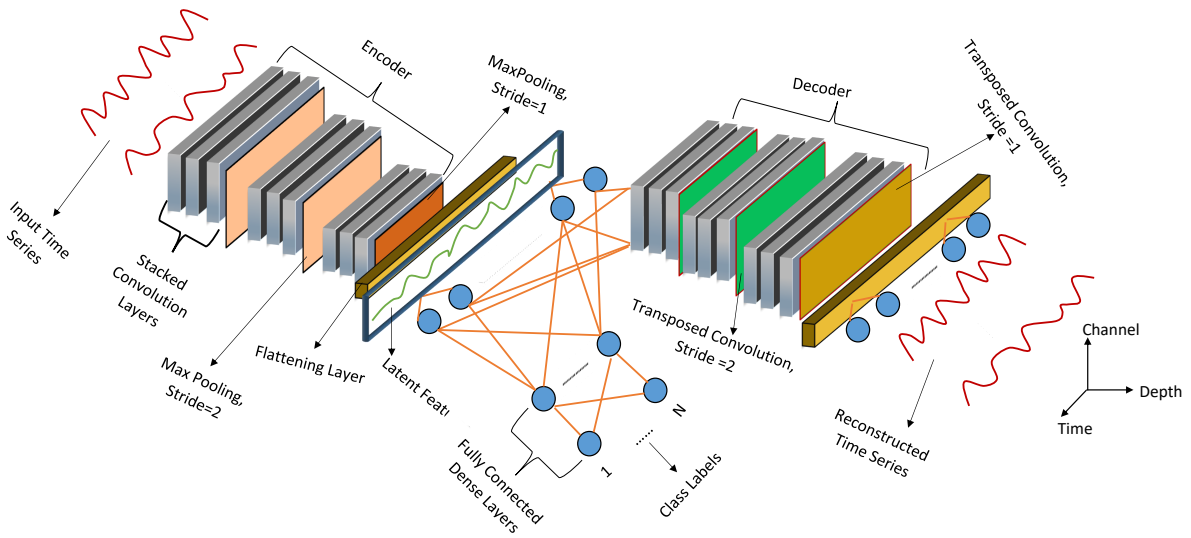 Encoder
MaxPooling,
Stride=1
Input Time
Series
Stacked
Convolution
Layers
Max Pooling,
Stride=2
Flattening Layer
Latent Featu
Fully Connected
Dense Layers
1
N
Class Labels
Decoder
Transposed Convolution,
Stride =1
Transposed Convolution,
Stride =2
Reconstructed
Time Series
Channel
Depth
Time